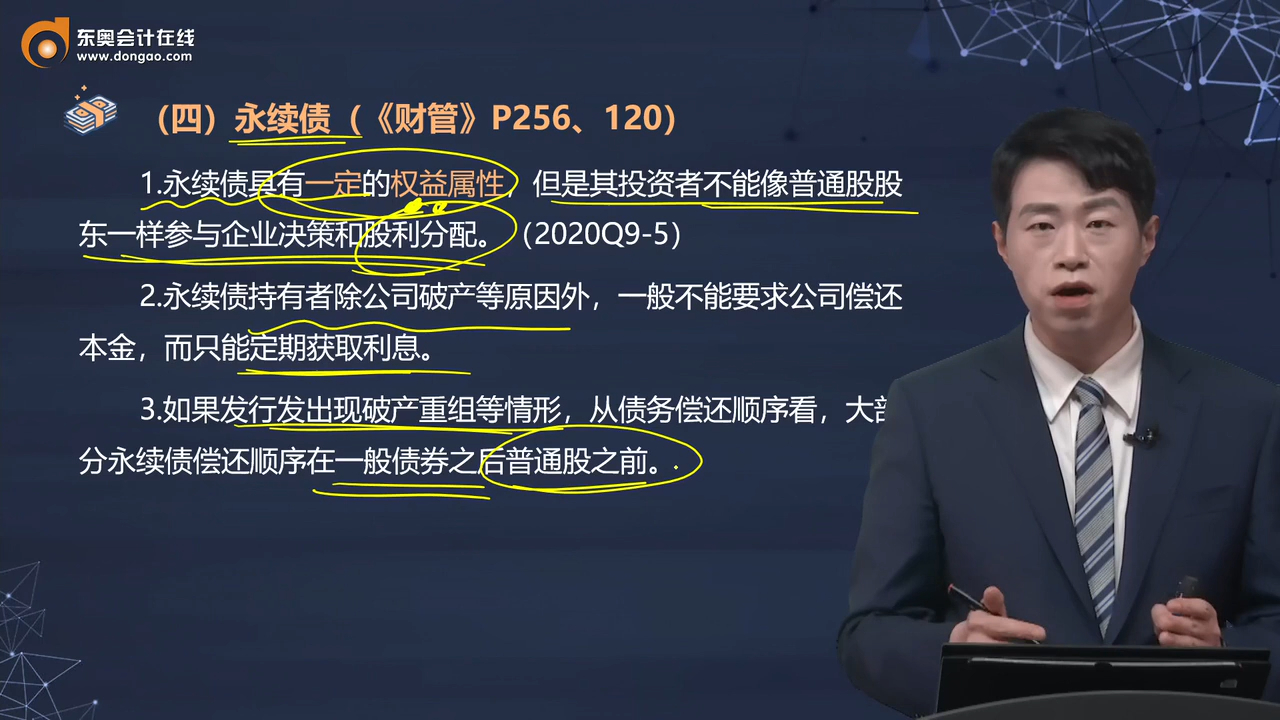 东奥会计在线
www.dongao.com
（四）永续债（《财管》P256、120）
1.永续债具有一定的权益属性，但是其投资者不能像普通股股
东一样参与企业决策和股利分配。（2020Q9-5）
2.永续债持有者除公司破产等原因外，一般不能要求公司偿还
本金，而只能定期获取利息。
3.如果发行发出现破产重组等情形，从债务偿还顺序看，大部
分永续债偿还顺序在一般债券之后普通股之前。